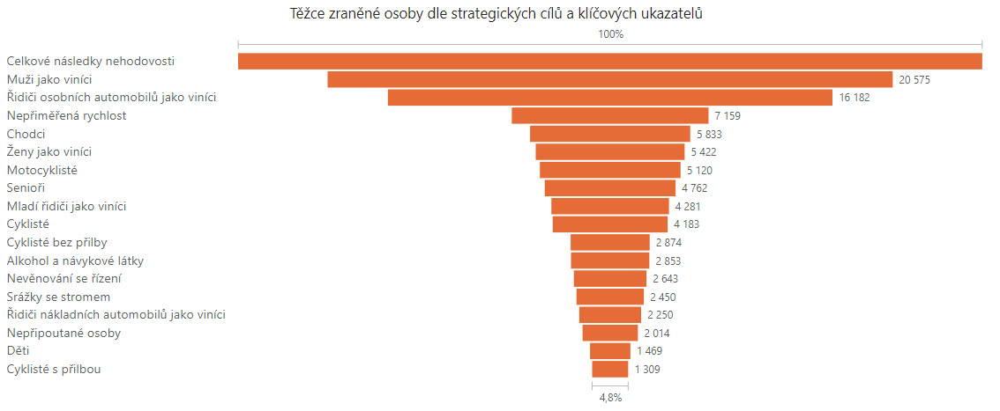 Těžce zraněné osoby dle strategických cílů a klíčových ukazatelů
100%
Celkové následky nehodovosti
Muži jako viníci 20 575
Řidiči osobních automobilů jako viníci 16 182
Nepřiměřená rychlost 7 159
Chodci 5 833
Ženy jako viníci 5 422
Motocyklisté 5 120
Senioři 4 762
Mladí řidiči jako viníci 4 281
Cyklisté 4 183
Cyklisté bez přilby 2 874
Alkohol a návykové látky 2 853
Nevěnování se řízení 2 643
Srážky se stromem 2 450
Řidiči nákladních automobilů jako viníci 2 250
Nepřipoutané osoby 2 014
Děti 1 469
Cyklisté s přilbou 1 309
4,8%